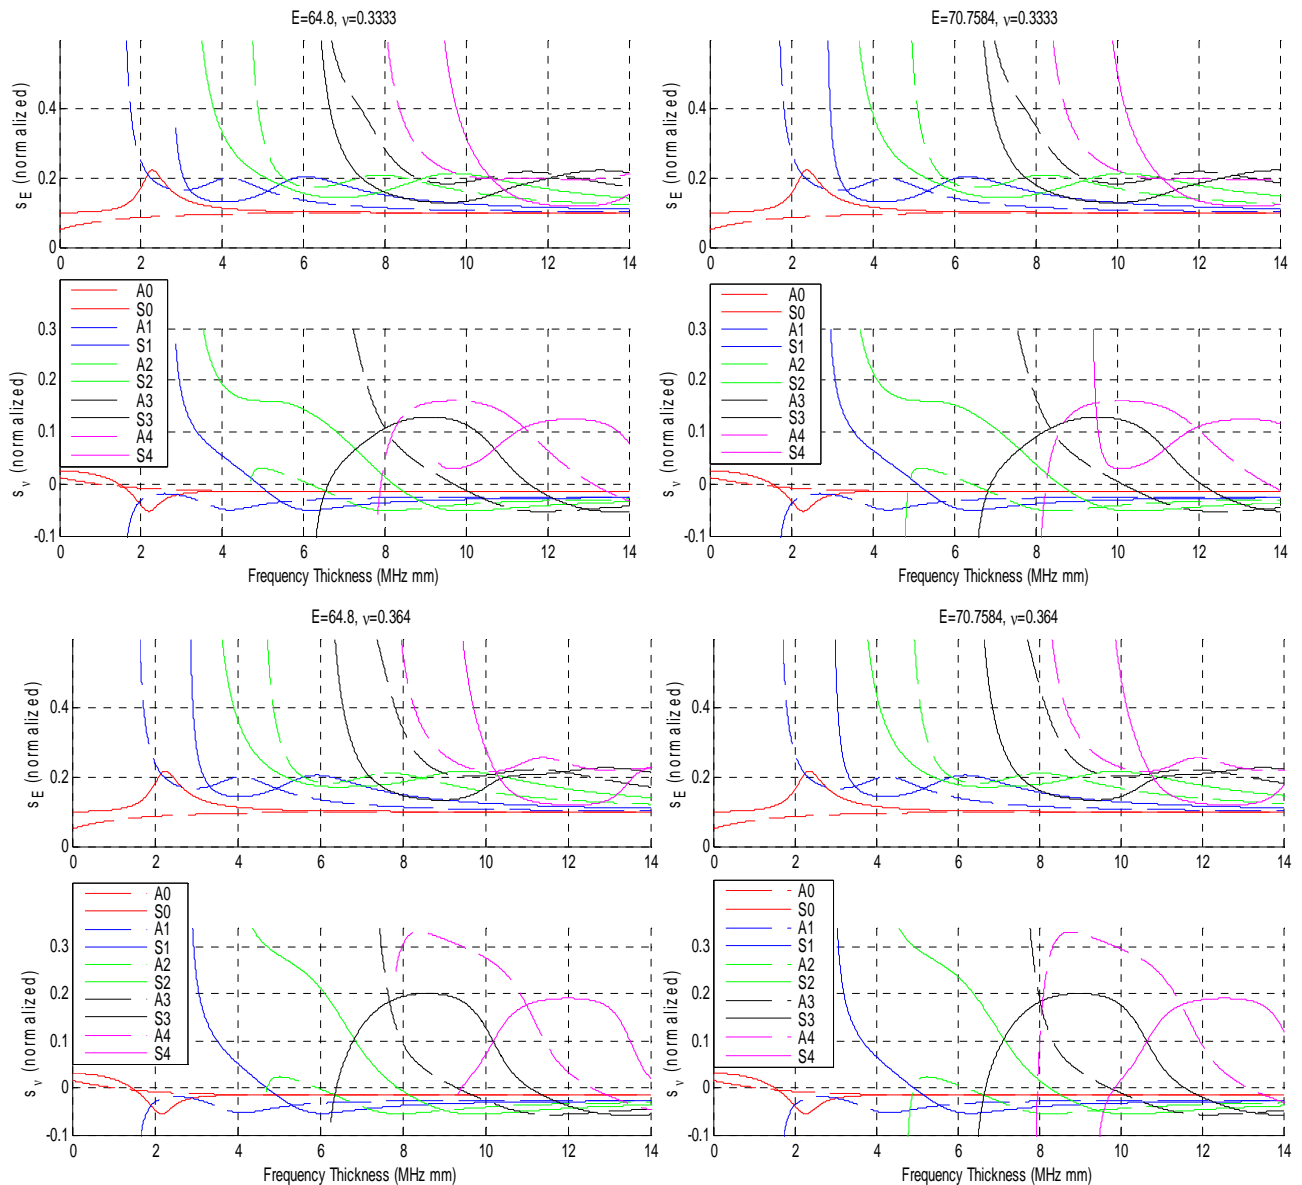 E=64.8, ν=0.3333
s_E (normalized)
0.4
0.2
0
0 2 4 6 8 10 12 14
A0
S0
A1
S1
A2
S2
A3
S3
A4
S4
s_ν (normalized)
0.3
0.2
0.1
0
-0.1
0 2 4 6 8 10 12 14
Frequency Thickness (MHz mm)
E=70.7584, ν=0.3333
s_E (normalized)
0.4
0.2
0
0 2 4 6 8 10 12 14
A0
S0
A1
S1
A2
S2
A3
S3
A4
S4
s_ν (normalized)
0.3
0.2
0.1
0
-0.1
0 2 4 6 8 10 12 14
Frequency Thickness (MHz mm)
E=64.8, ν=0.364
s_E (normalized)
0.4
0.2
0
0 2 4 6 8 10 12 14
A0
S0
A1
S1
A2
S2
A3
S3
A4
S4
s_ν (normalized)
0.3
0.2
0.1
0
-0.1
0 2 4 6 8 10 12 14
Frequency Thickness (MHz mm)
E=70.7584, ν=0.364
s_E (normalized)
0.4
0.2
0
0 2 4 6 8 10 12 14
A0
S0
A1
S1
A2
S2
A3
S3
A4
S4
s_ν (normalized)
0.3
0.2
0.1
0
-0.1
0 2 4 6 8 10 12 14
Frequency Thickness (MHz mm)